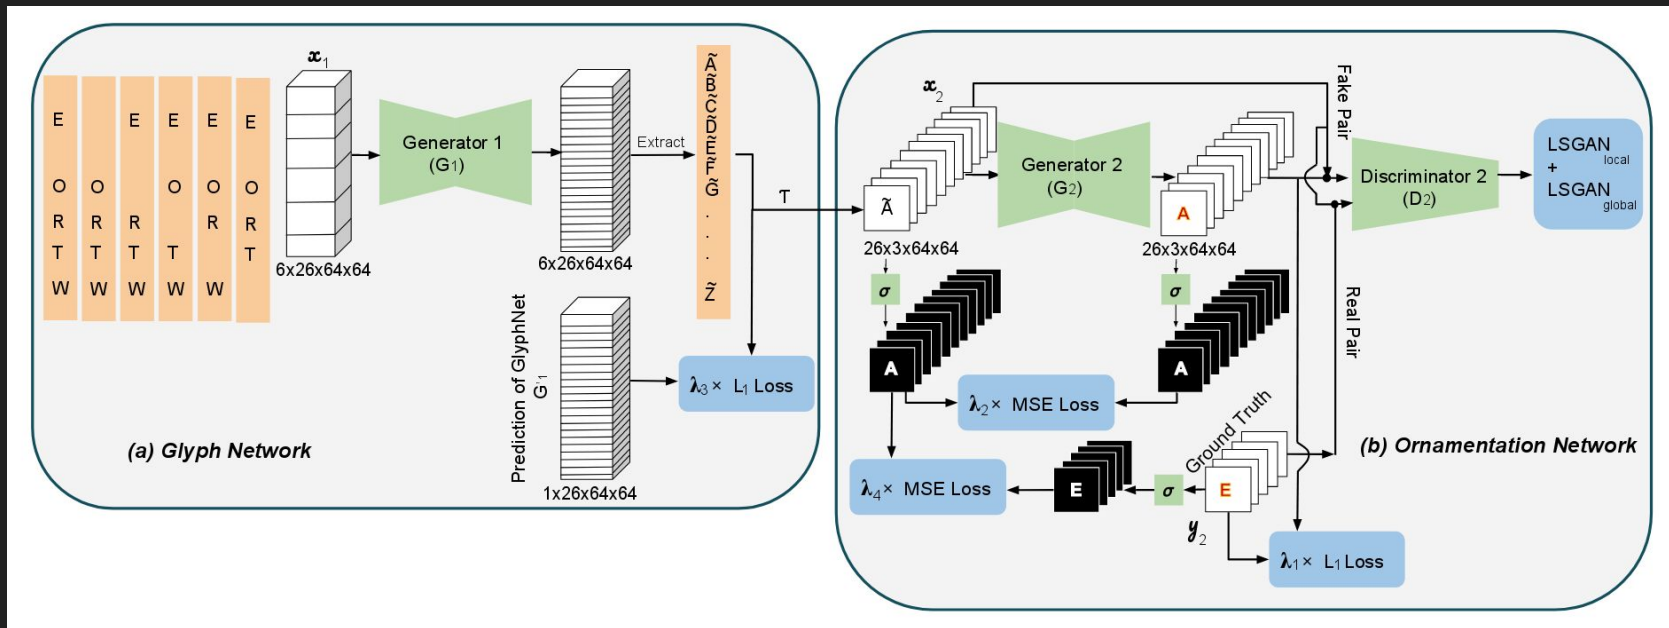 E
O
R
T
W
O
R
T
W
E
R
T
W
E
O
T
W
E
O
R
W
E
O
R
T
x₁
6x26x64x64
Generator 1
(G₁)
6x26x64x64
Extract
Ã
B̃
C̃
D̃
Ẽ
F̃
G̃
.
.
.
Z̃
T
Prediction of GlyphNet
G'₁
1x26x64x64
λ₃ × L₁ Loss
(a) Glyph Network
x₂
Ã
26x3x64x64
Generator 2
(G₂)
A
26x3x64x64
Fake Pair
Discriminator 2
(D₂)
LSGAN local
+
LSGAN global
σ
σ
A
A
λ₂ × MSE Loss
Real Pair
λ₄ × MSE Loss
E
σ
Ground Truth
E
y₂
λ₁ × L₁ Loss
(b) Ornamentation Network